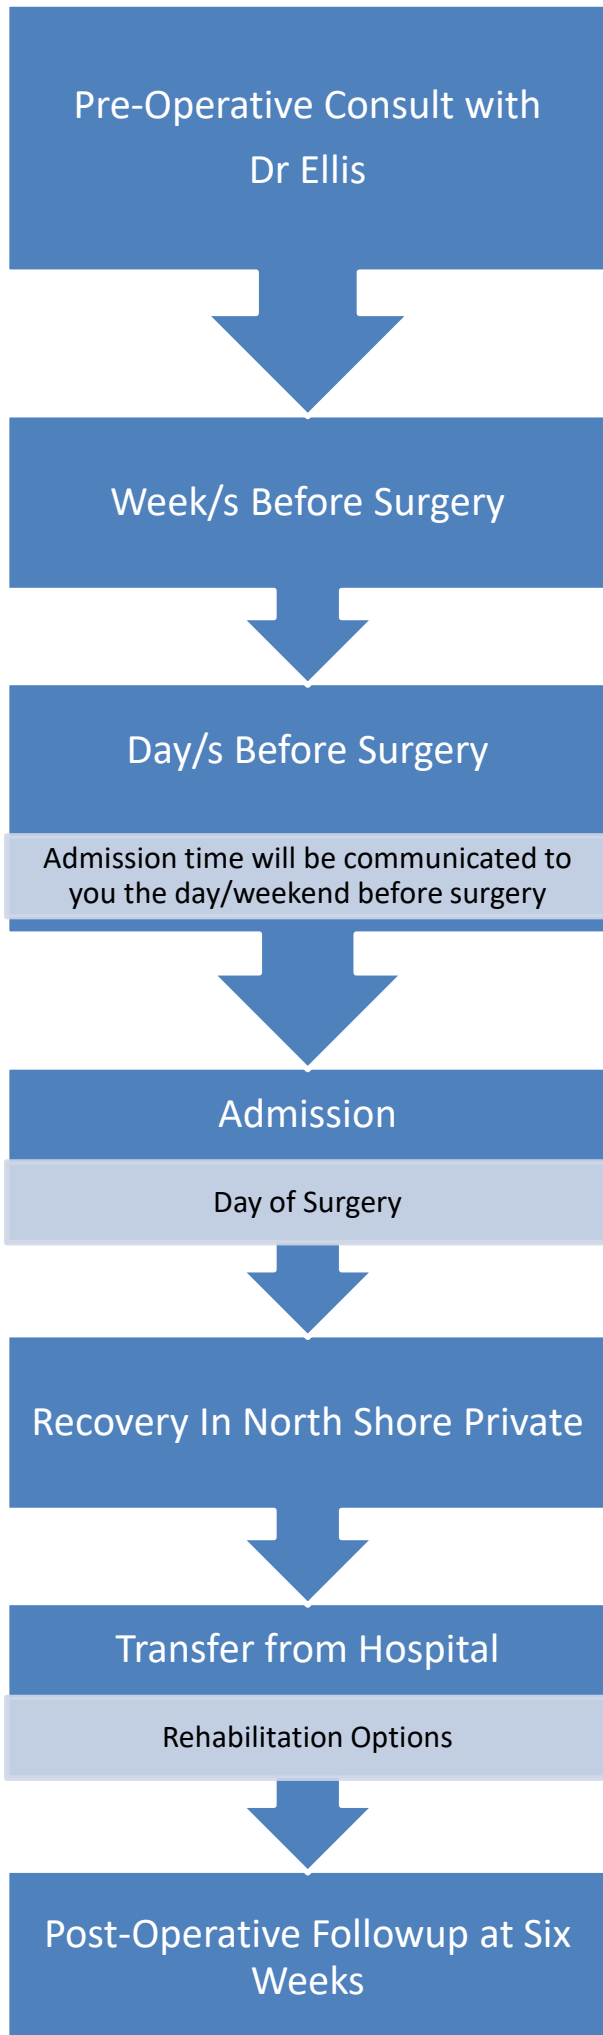 Pre-Operative Consult with
Dr Ellis
Week/s Before Surgery
Day/s Before Surgery
Admission time will be communicated to
you the day/weekend before surgery
Admission
Day of Surgery
Recovery In North Shore Private
Transfer from Hospital
Rehabilitation Options
Post-Operative Followup at Six
Weeks